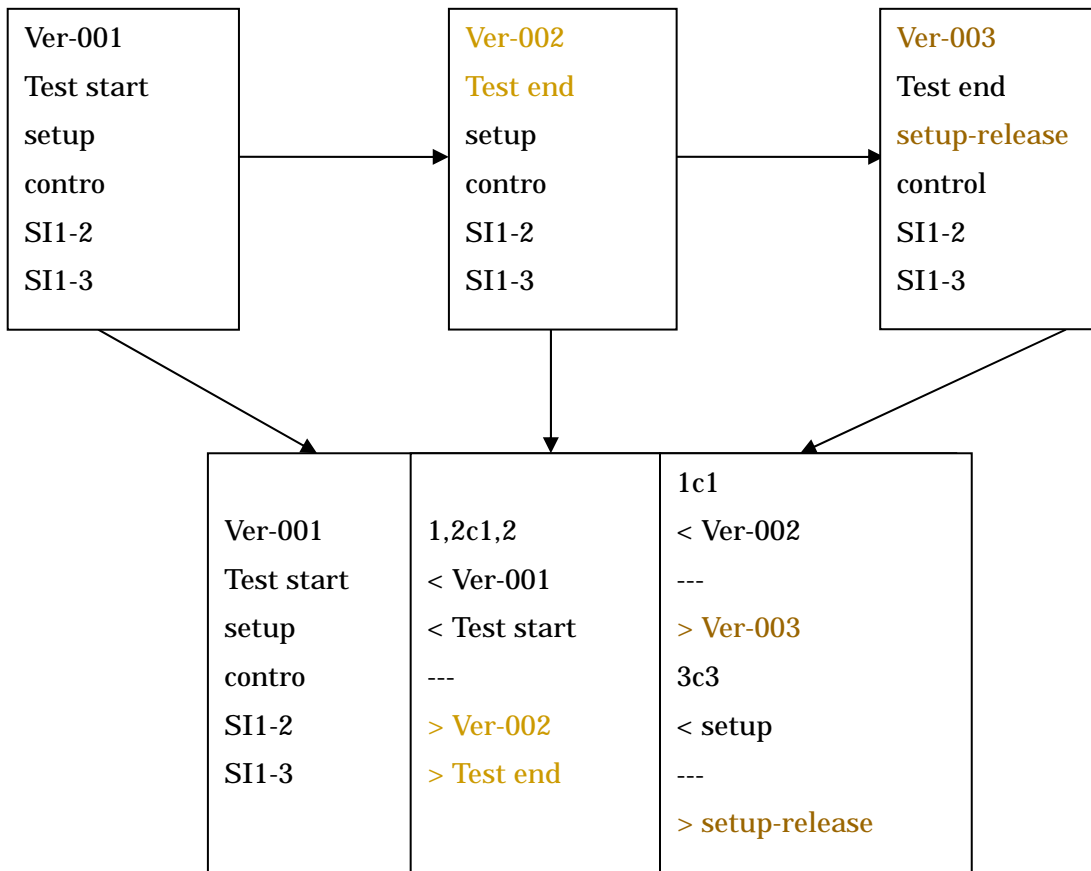 Ver-001
Test start
setup
contro
SI1-2
SI1-3
Ver-002
Test end
setup
contro
SI1-2
SI1-3
Ver-003
Test end
setup-release
control
SI1-2
SI1-3
Ver-001
Test start
setup
contro
SI1-2
SI1-3
1,2c1,2
< Ver-001
< Test start
---
> Ver-002
> Test end
1c1
< Ver-002
---
> Ver-003
3c3
< setup
---
> setup-release